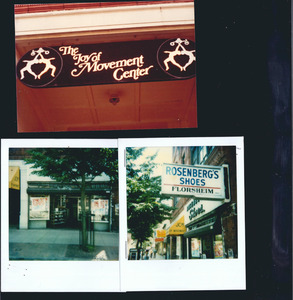 The
Joy of
Movement
Center
ROSENBERG'S
SHOES
FLORSHEIM